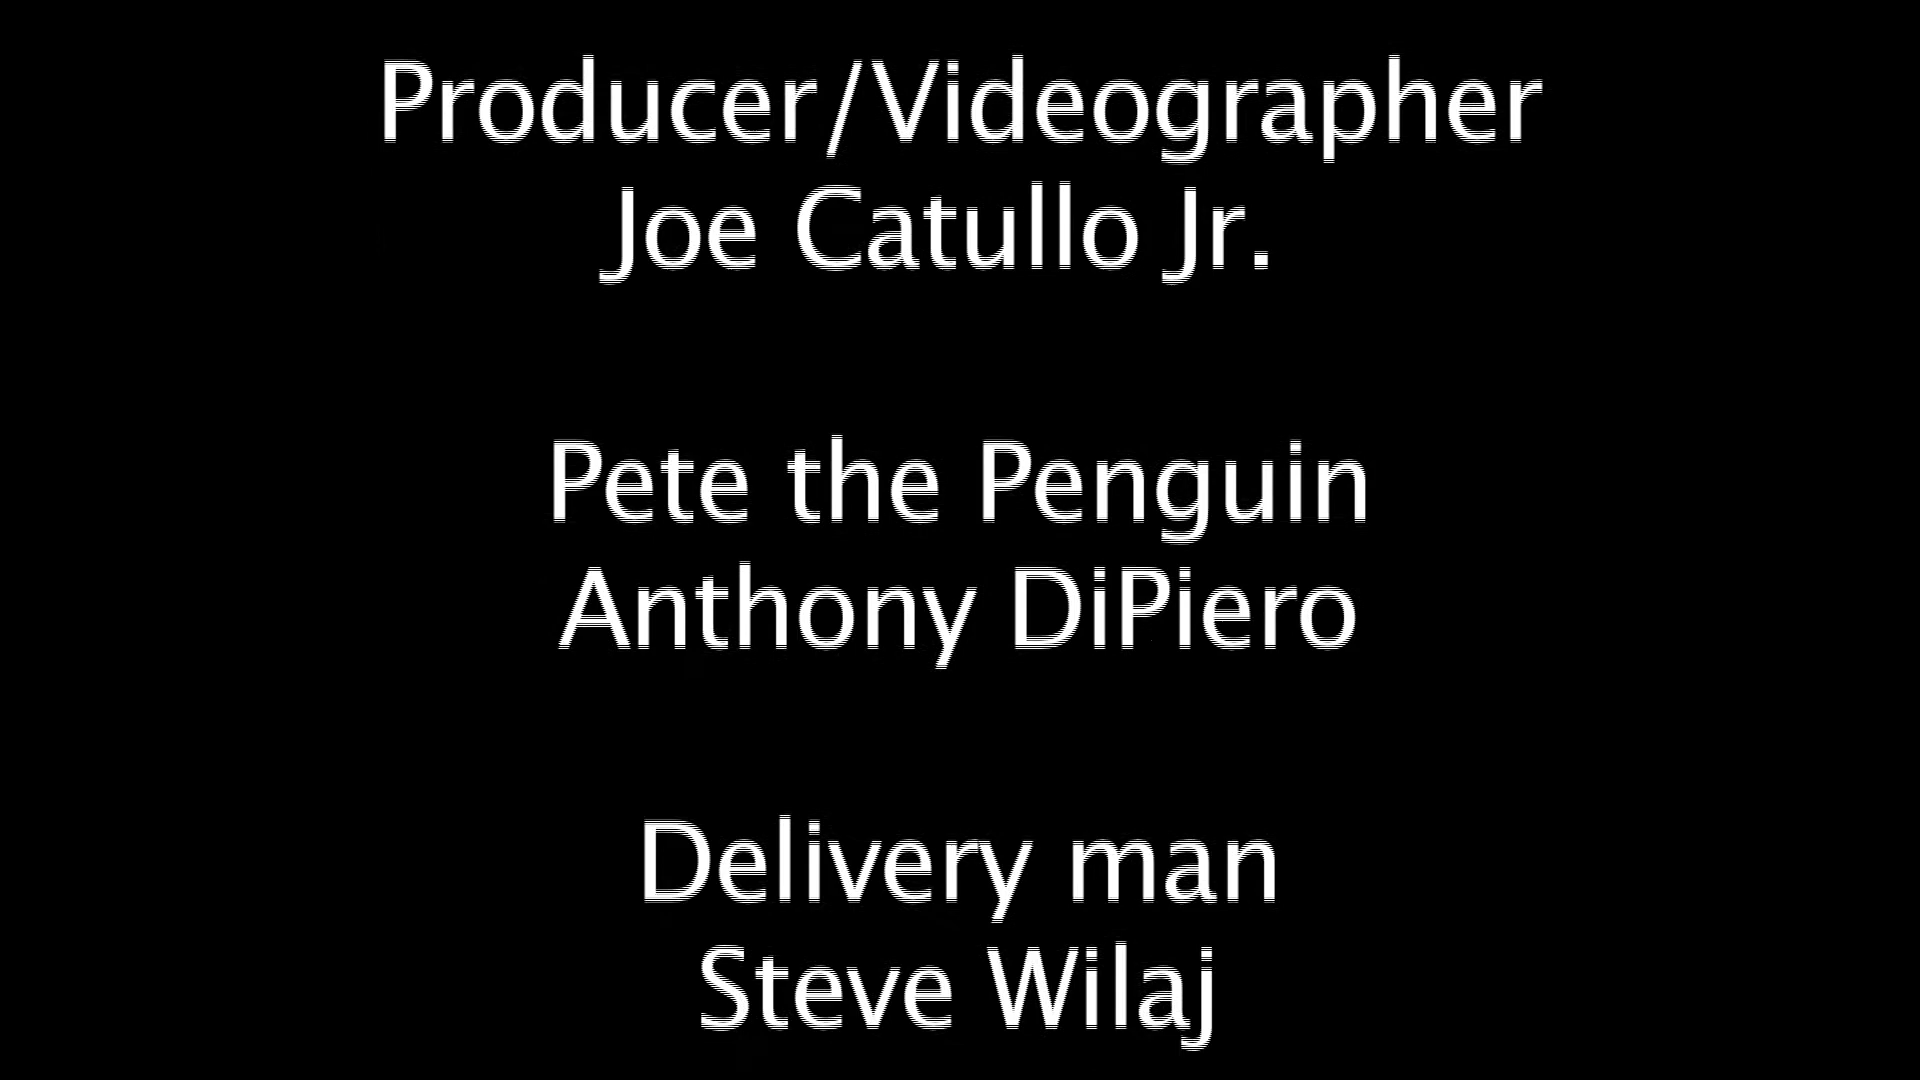 Producer/Videographer
Joe Catullo Jr.
Pete the Penguin
Anthony DiPiero
Delivery man
Steve Wilaj